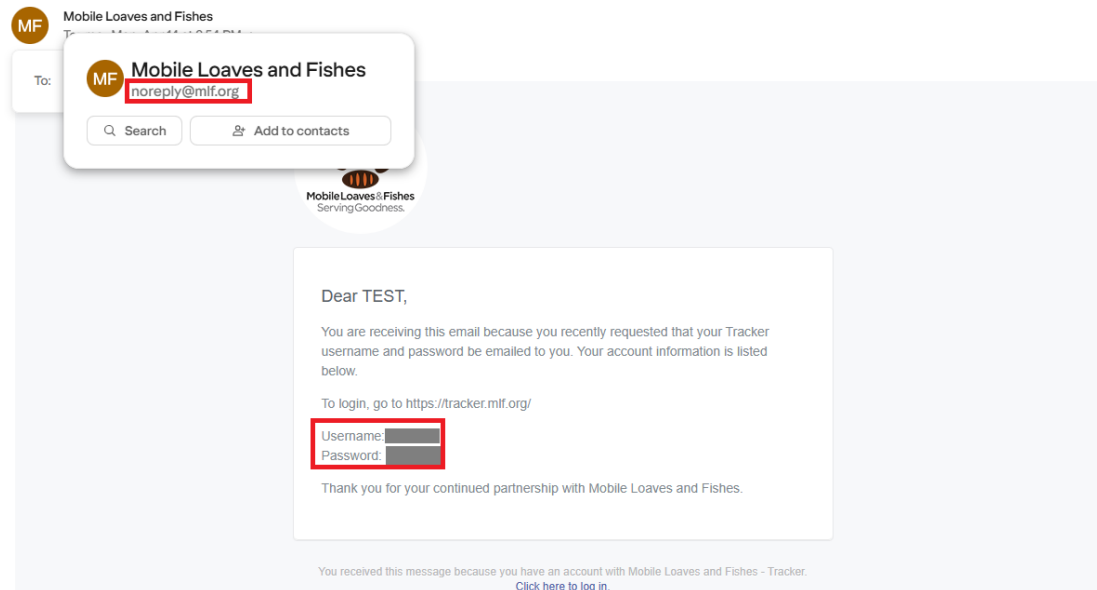 MF
Mobile Loaves and Fishes
To:
MF
Mobile Loaves and Fishes
noreply@mlf.org
Search
Add to contacts
MobileLoaves&Fishes
ServingGoodness.
Dear TEST,
You are receiving this email because you recently requested that your Tracker
username and password be emailed to you. Your account information is listed
below.
To login, go to https://tracker.mlf.org/
Username:
Password:
Thank you for your continued partnership with Mobile Loaves and Fishes.
You received this message because you have an account with Mobile Loaves and Fishes - Tracker.
Click here to log in.